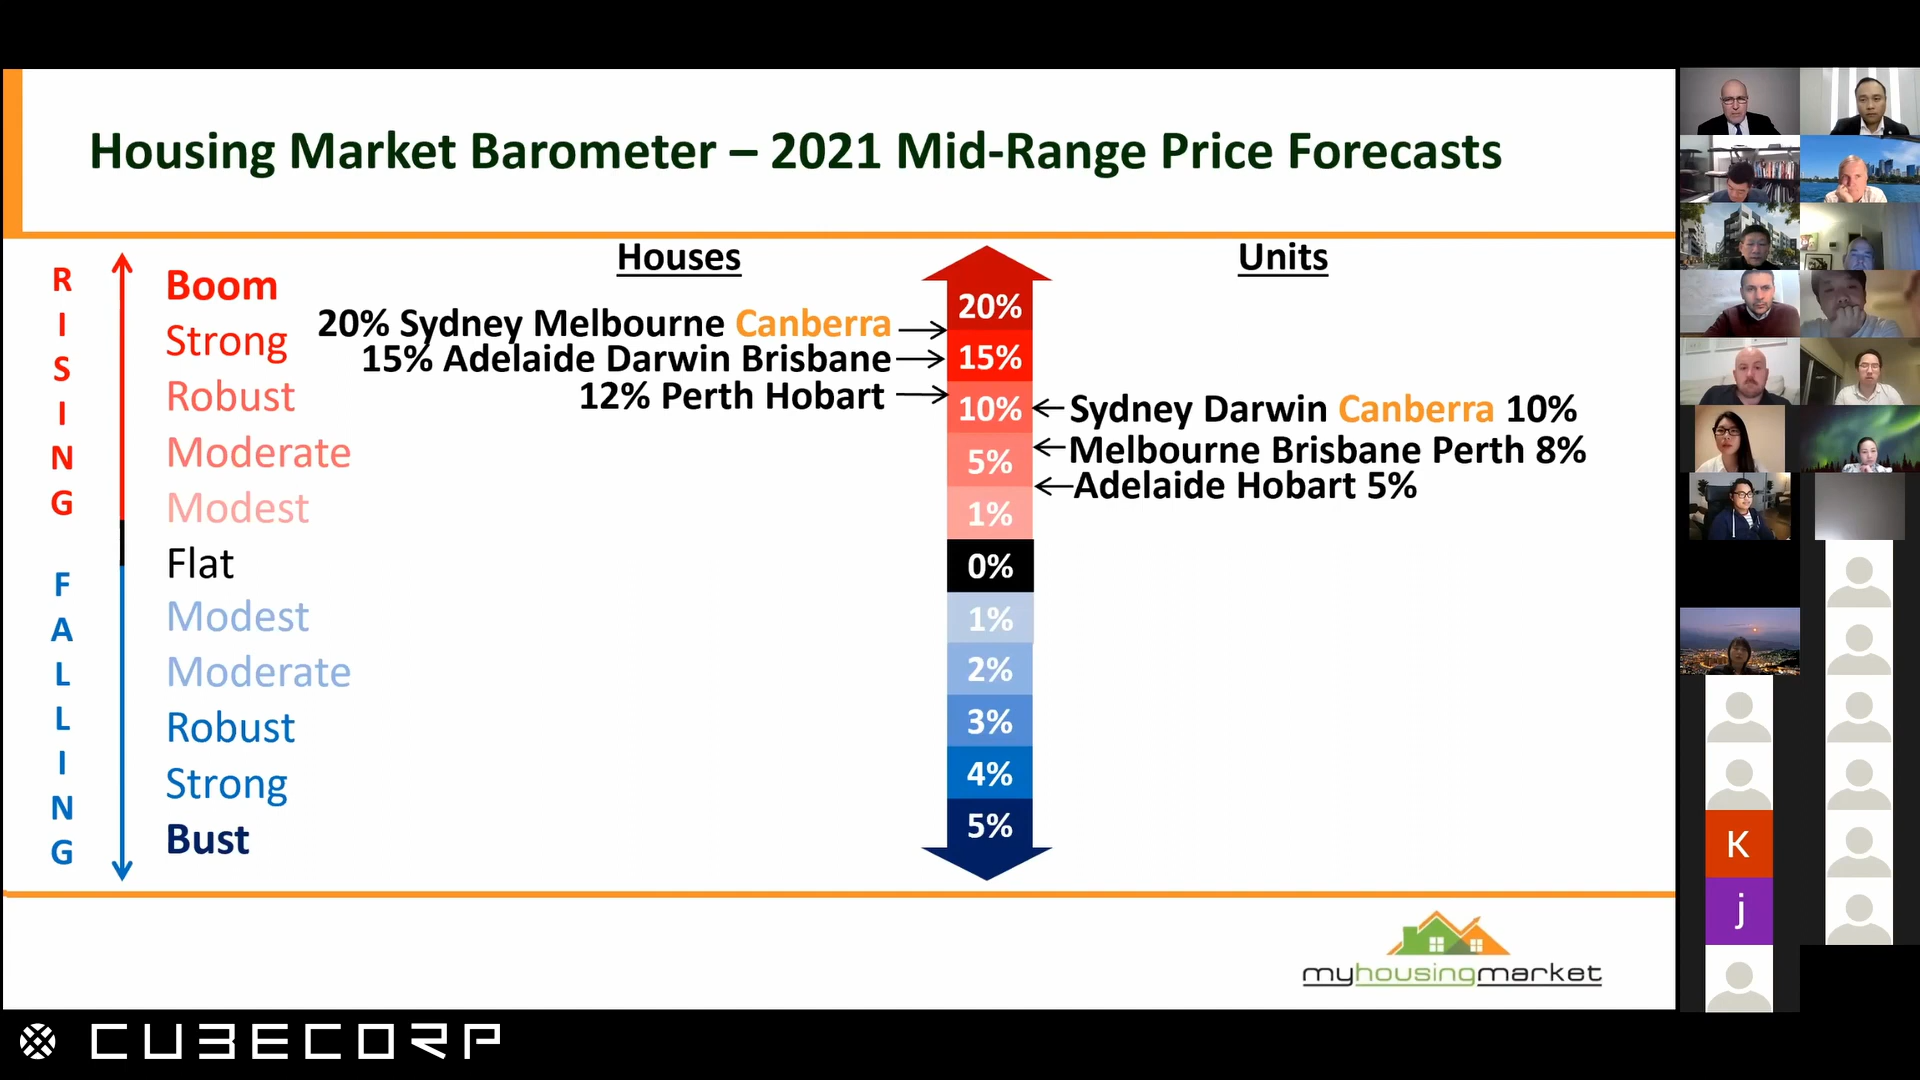 Housing Market Barometer – 2021 Mid-Range Price Forecasts
RISING
FALLING
Boom
Strong
Robust
Moderate
Modest
Flat
Modest
Moderate
Robust
Strong
Bust
Houses
20% Sydney Melbourne Canberra
15% Adelaide Darwin Brisbane
12% Perth Hobart
20%
15%
10%
5%
1%
0%
1%
2%
3%
4%
5%
Units
Sydney Darwin Canberra 10%
Melbourne Brisbane Perth 8%
Adelaide Hobart 5%
myhousingmarket
K
j
CUBECORP